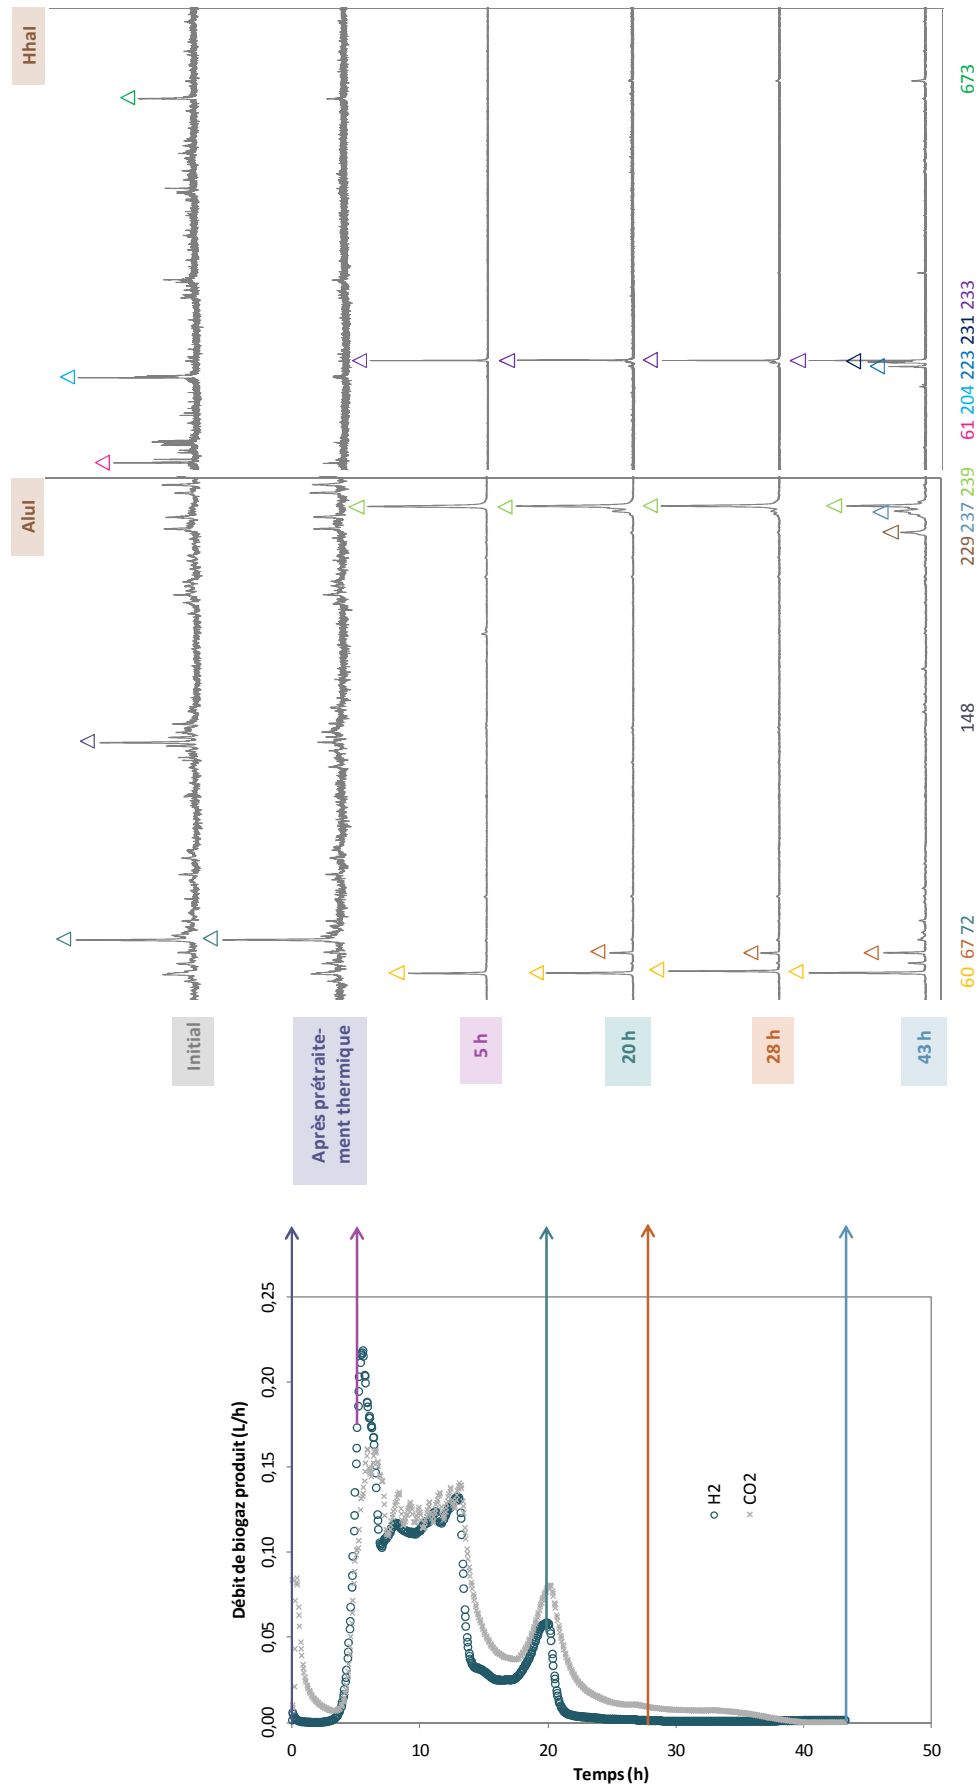 AluI
HhaI
Initial
Après prétraite-
ment thermique
5 h
20 h
28 h
43 h
60 67 72 148 229 237 239 61 204 223 231 233 673
Débit de biogaz produit (L/h)
0,00 0,05 0,10 0,15 0,20 0,25
H2
CO2
0 10 20 30 40 50
Temps (h)